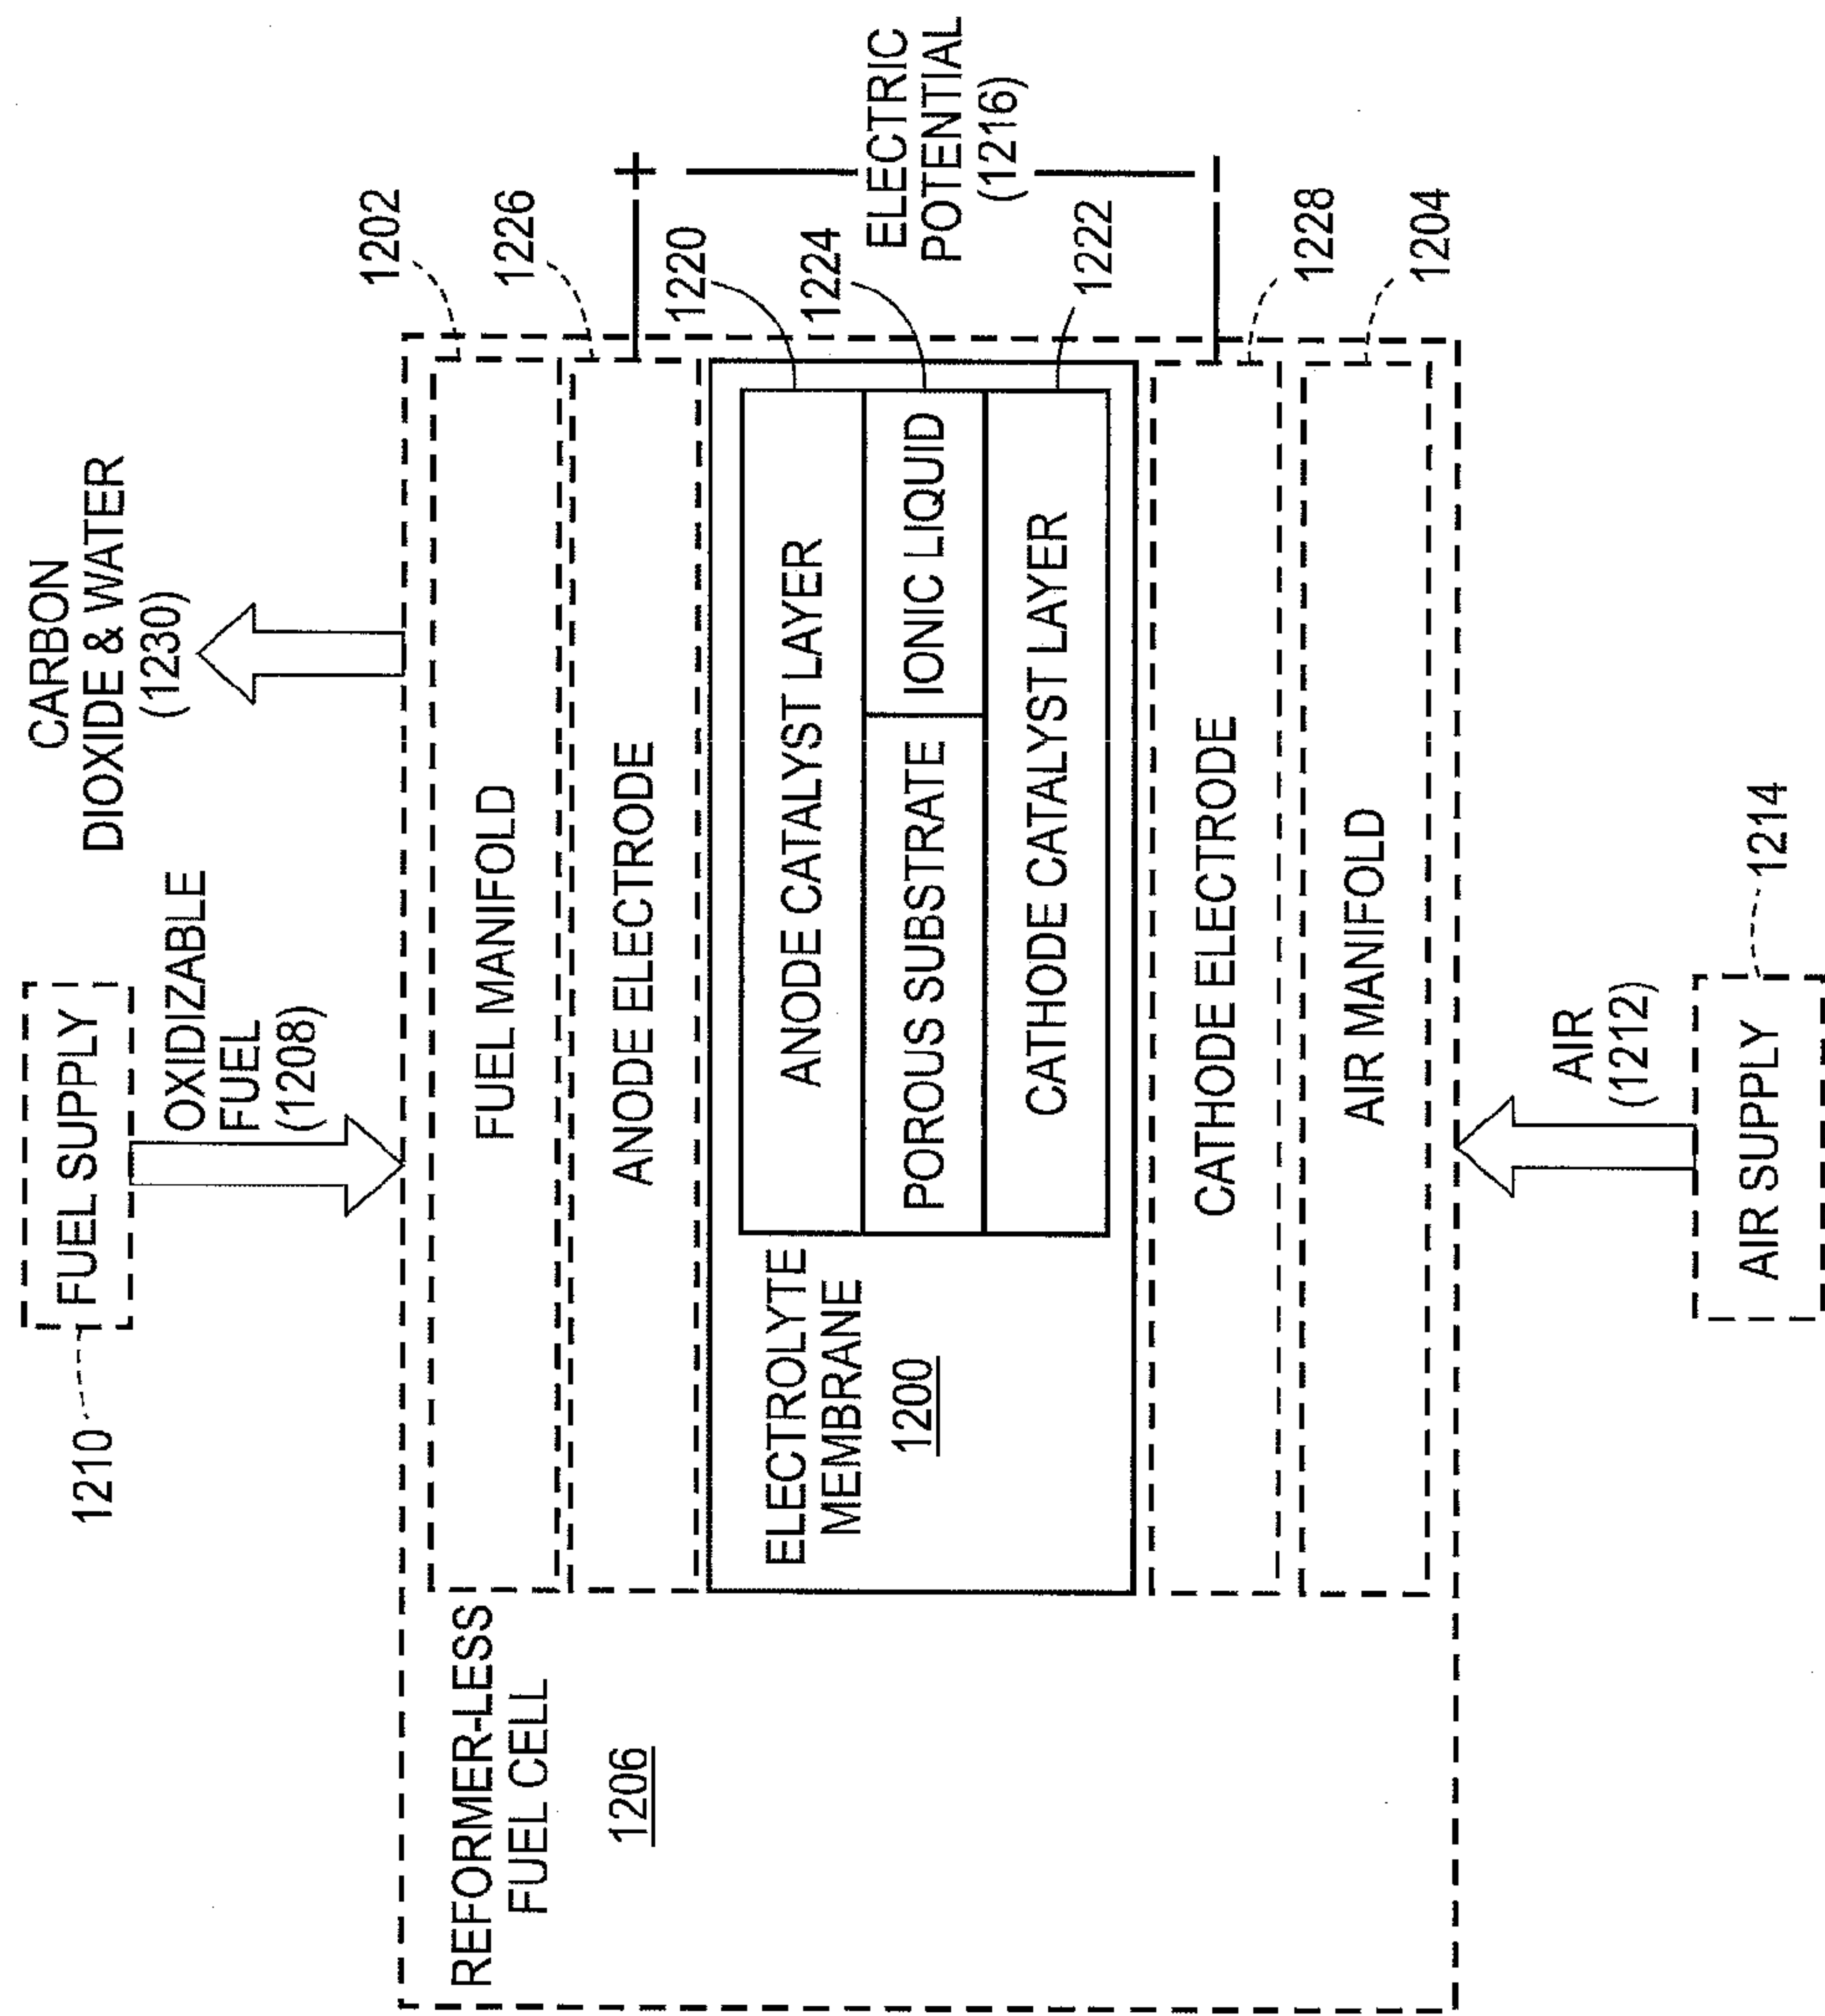 CARBON
DIOXIDE & WATER
(1230)
FUEL SUPPLY
1210
OXIDIZABLE
FUEL
(1208)
REFORMER-LESS
FUEL CELL
1206
FUEL MANIFOLD
1202
ANODE ELECTRODE
1226
ELECTROLYTE
MEMBRANE
1200
ANODE CATALYST LAYER
1220
POROUS SUBSTRATE
IONIC LIQUID
1224
CATHODE CATALYST LAYER
1222
+
ELECTRIC
POTENTIAL
(1216)
CATHODE ELECTRODE
1228
AIR MANIFOLD
1204
AIR
(1212)
AIR SUPPLY
1214